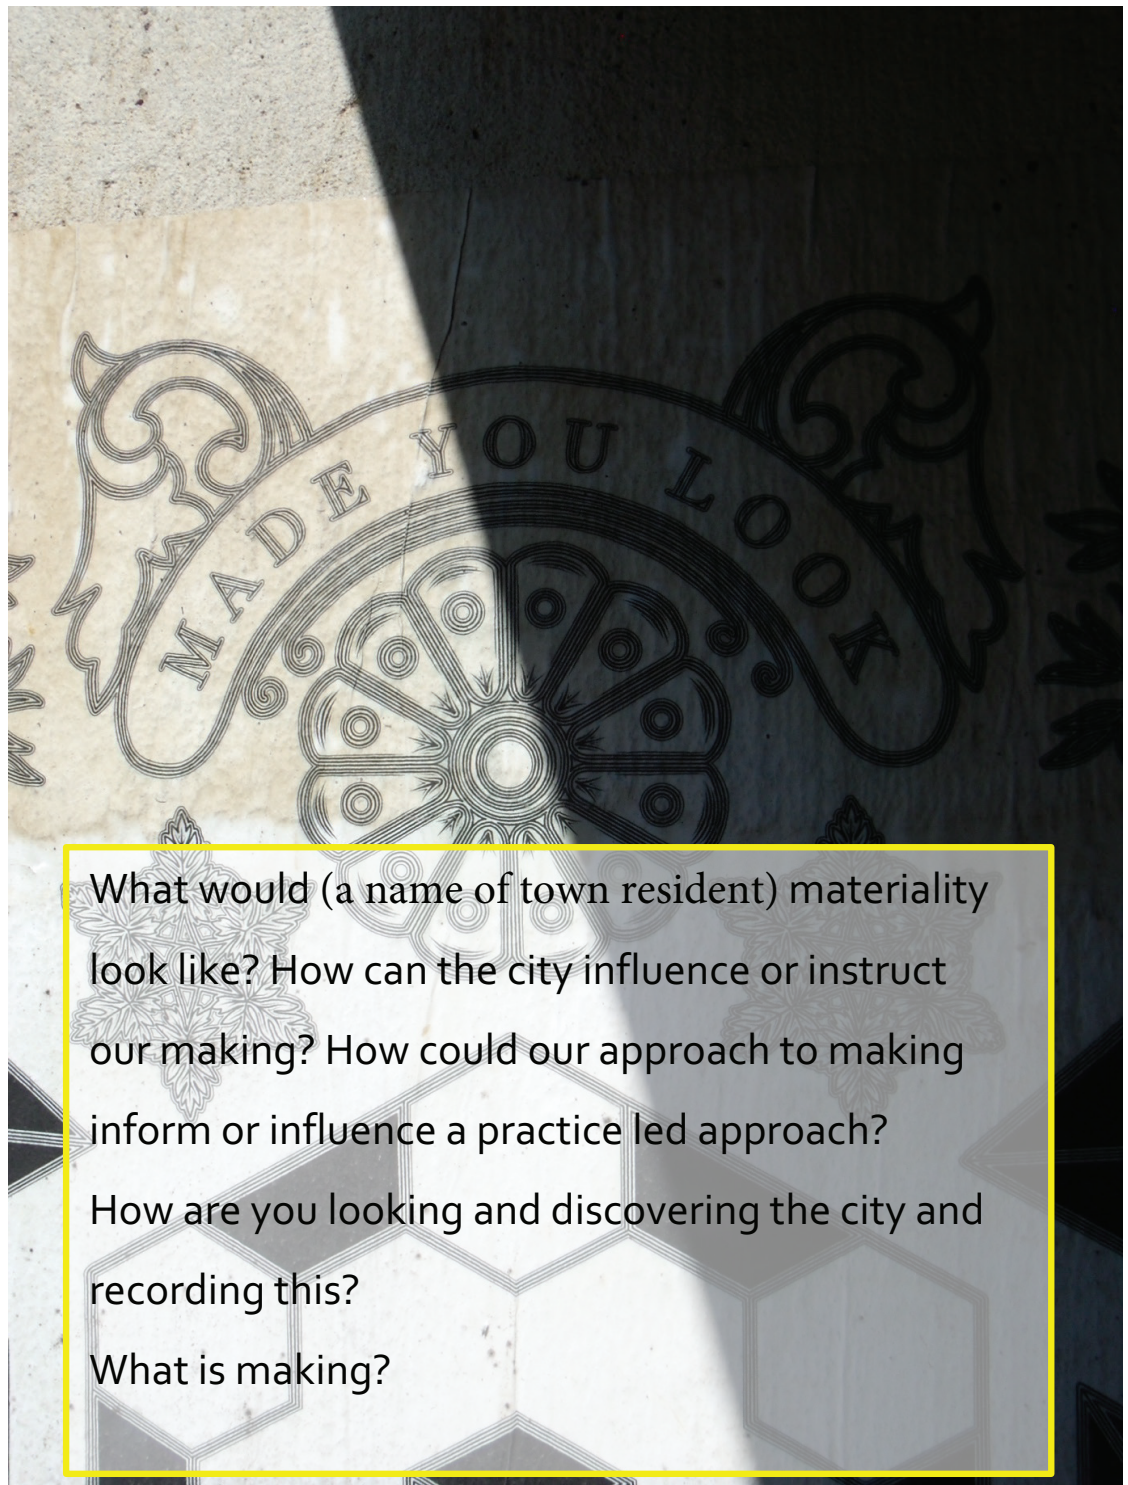 MADE YOU LOOK
What would (a name of town resident) materiality
look like? How can the city influence or instruct
our making? How could our approach to making
inform or influence a practice led approach?
How are you looking and discovering the city and
recording this?
What is making?